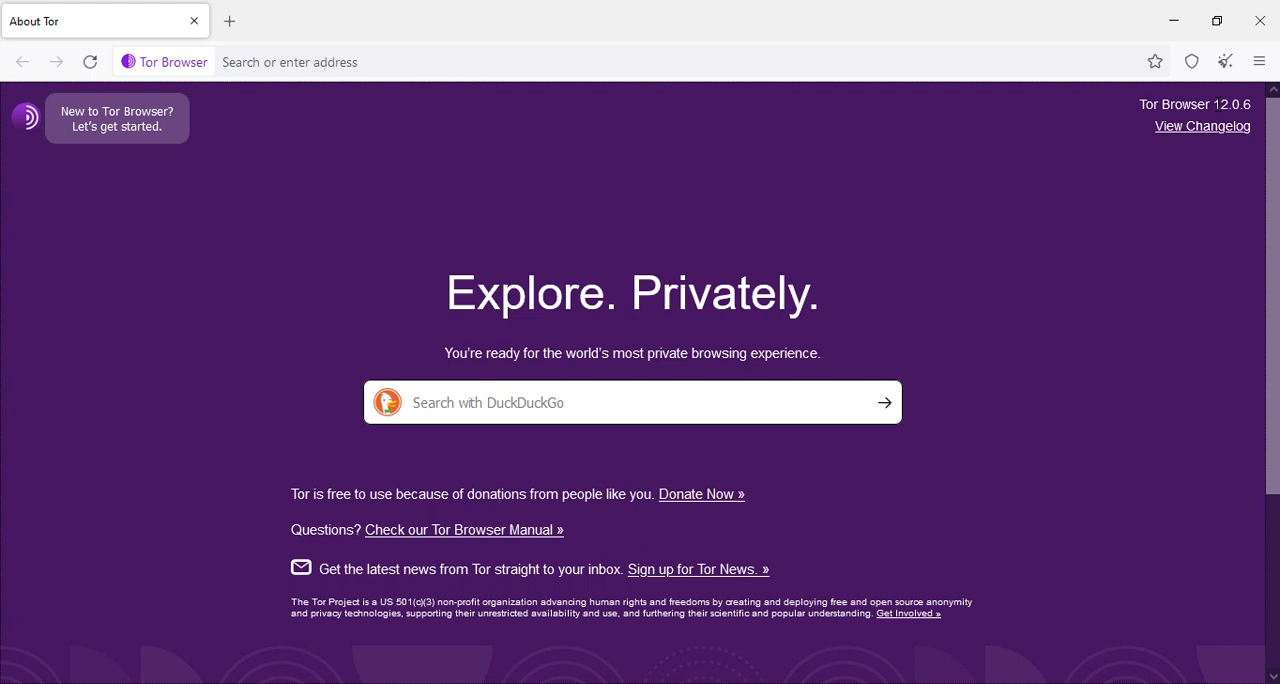 About Tor
Tor Browser Search or enter address
New to Tor Browser?
Let's get started.
Tor Browser 12.0.6
View Changelog
Explore. Privately.
You're ready for the world's most private browsing experience.
Search with DuckDuckGo
Tor is free to use because of donations from people like you. Donate Now »
Questions? Check our Tor Browser Manual »
Get the latest news from Tor straight to your inbox. Sign up for Tor News. »
The Tor Project is a US 501(c)(3) non-profit organization advancing human rights and freedoms by creating and deploying free and open source anonymity
and privacy technologies, supporting their unrestricted availability and use, and furthering their scientific and popular understanding. Get Involved »